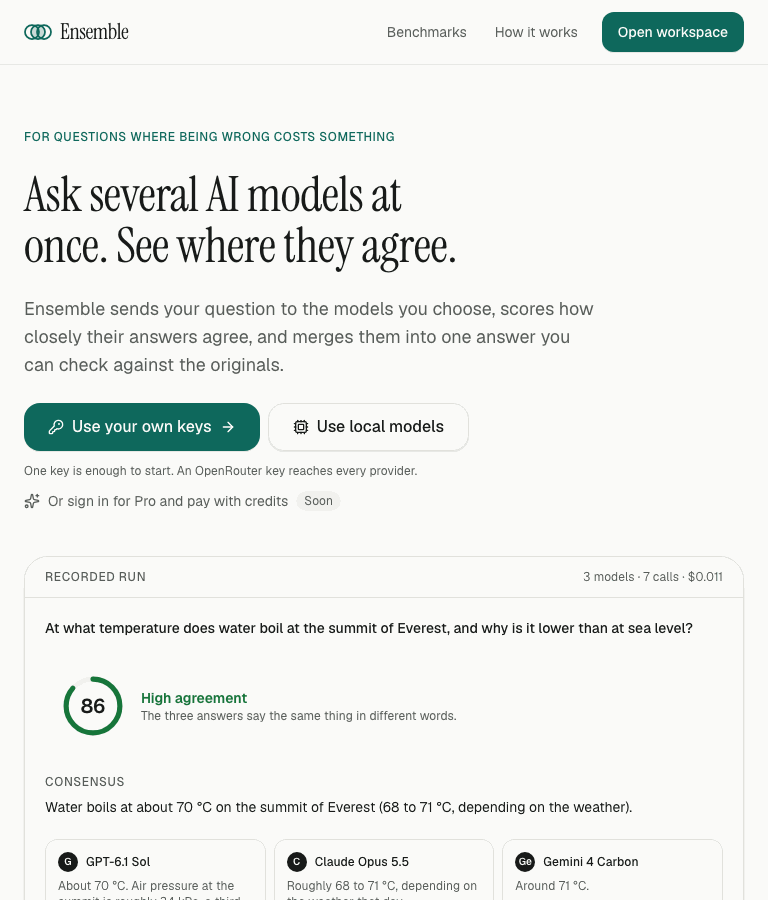 Ensemble
Benchmarks
How it works
Open workspace
FOR QUESTIONS WHERE BEING WRONG COSTS SOMETHING
Ask several AI models at
once. See where they agree.
Ensemble sends your question to the models you choose, scores how
closely their answers agree, and merges them into one answer you
can check against the originals.
Use your own keys
Use local models
One key is enough to start. An OpenRouter key reaches every provider.
Or sign in for Pro and pay with credits Soon
RECORDED RUN
3 models · 7 calls · $0.011
At what temperature does water boil at the summit of Everest, and why is it lower than at sea level?
86
High agreement
The three answers say the same thing in different words.
CONSENSUS
Water boils at about 70 °C on the summit of Everest (68 to 71 °C, depending on the weather).
G GPT-6.1 Sol
About 70 °C. Air pressure at the
C Claude Opus 5.5
Roughly 68 to 71 °C, depending on
Ge Gemini 4 Carbon
Around 71 °C.